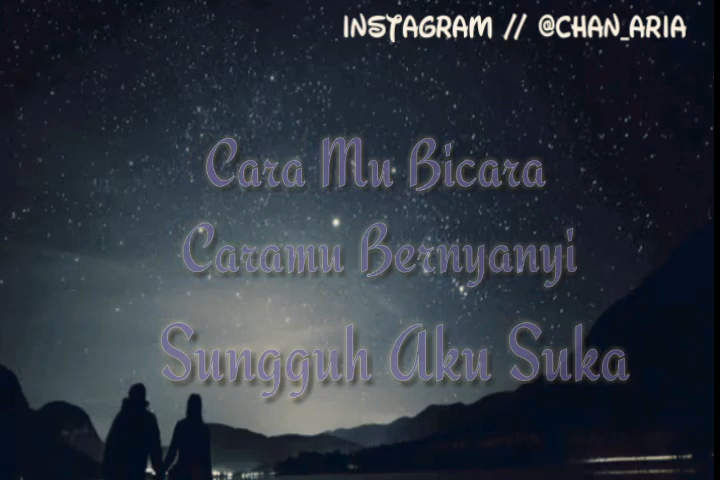 INSTAGRAM // @CHAN_ARIA
Cara Mu Bicara
Caramu Bernyanyi
Sungguh Aku Suka